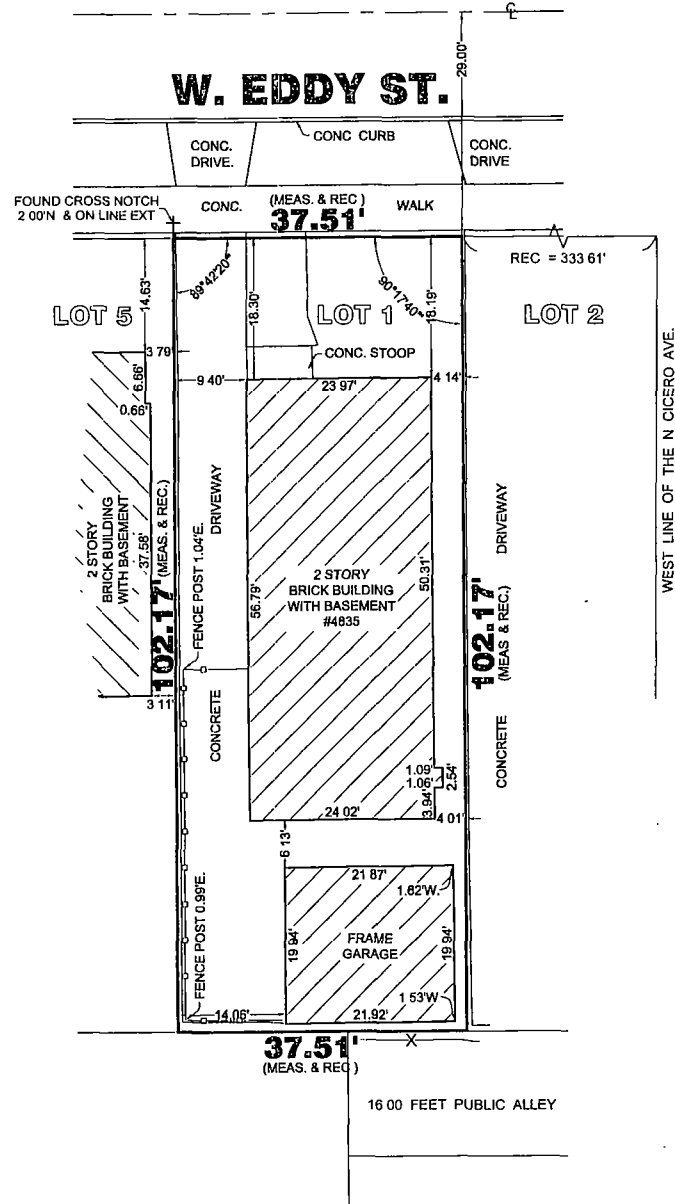 ℄
29.00'
W. EDDY ST.
CONC CURB
CONC.
DRIVE.
CONC.
DRIVE
FOUND CROSS NOTCH
2 00'N & ON LINE EXT
CONC.
(MEAS. & REC )
37.51'
WALK
REC = 333 61'
89°42'20"
90°17'40"
14.63'
18.30'
18.19'
LOT 5
LOT 1
LOT 2
CONC. STOOP
3 79'
9 40'
23 97'
4 14'
6.66'
0.66'
WEST LINE OF THE N CICERO AVE.
2 STORY
BRICK BUILDING
WITH BASEMENT
37.58'
102.17'
(MEAS. & REC.)
DRIVEWAY
CONCRETE
FENCE POST 1.04'E.
56.79'
2 STORY
BRICK BUILDING
WITH BASEMENT
#4835
50.31'
102.17'
(MEAS & REC.)
DRIVEWAY
CONCRETE
3 11'
1.09'
1.06'
2.54'
3.94'
24 02'
4 01'
6 13'
21 87'
1.62'W.
FENCE POST 0.99'E.
19 94'
FRAME
GARAGE
19 94'
1 53'W
14.06'
21.92'
37.51'
(MEAS. & REC )
X
16 00 FEET PUBLIC ALLEY